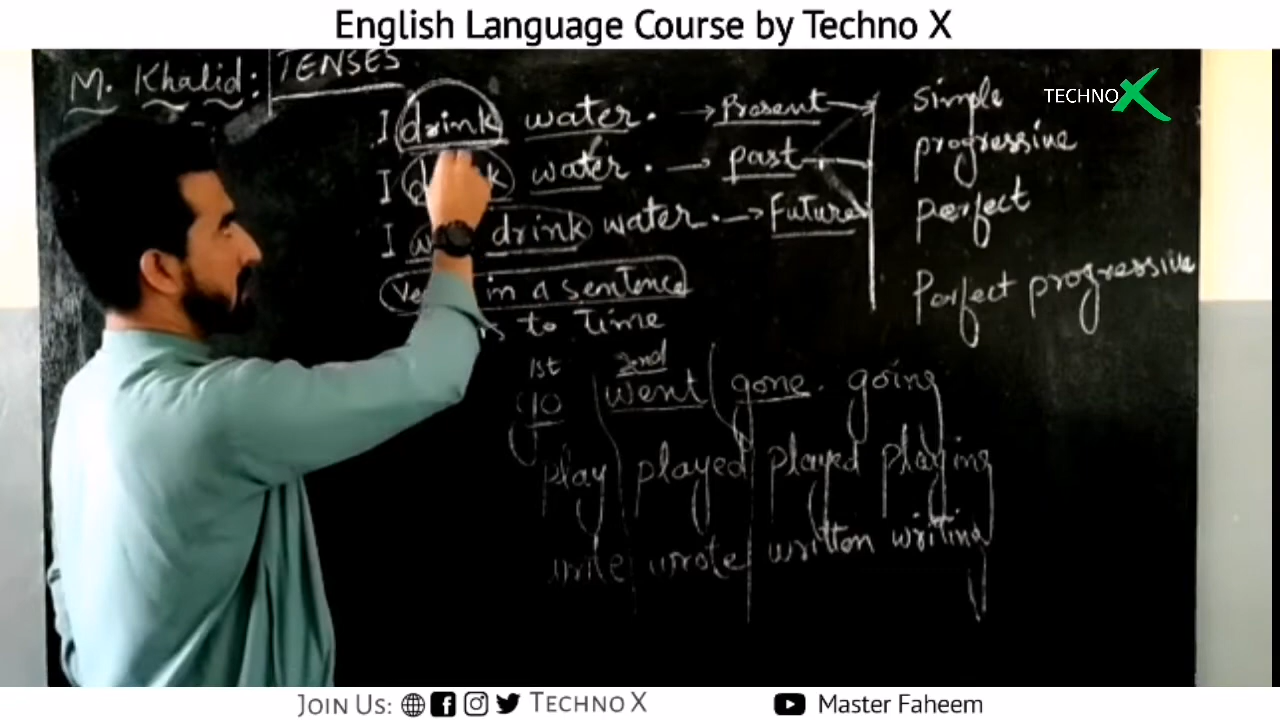 English Language Course by Techno X
M. Khalid: TENSES
TECHNO X
I drink water. → Present → simple
I water. → past progressive
I drink water. → Future perfect
Perfect progressive
in a sentence
to Time
1st 2nd
go went gone. going
play played played playing
write wrote written writing
JOIN US: TECHNO X Master Faheem